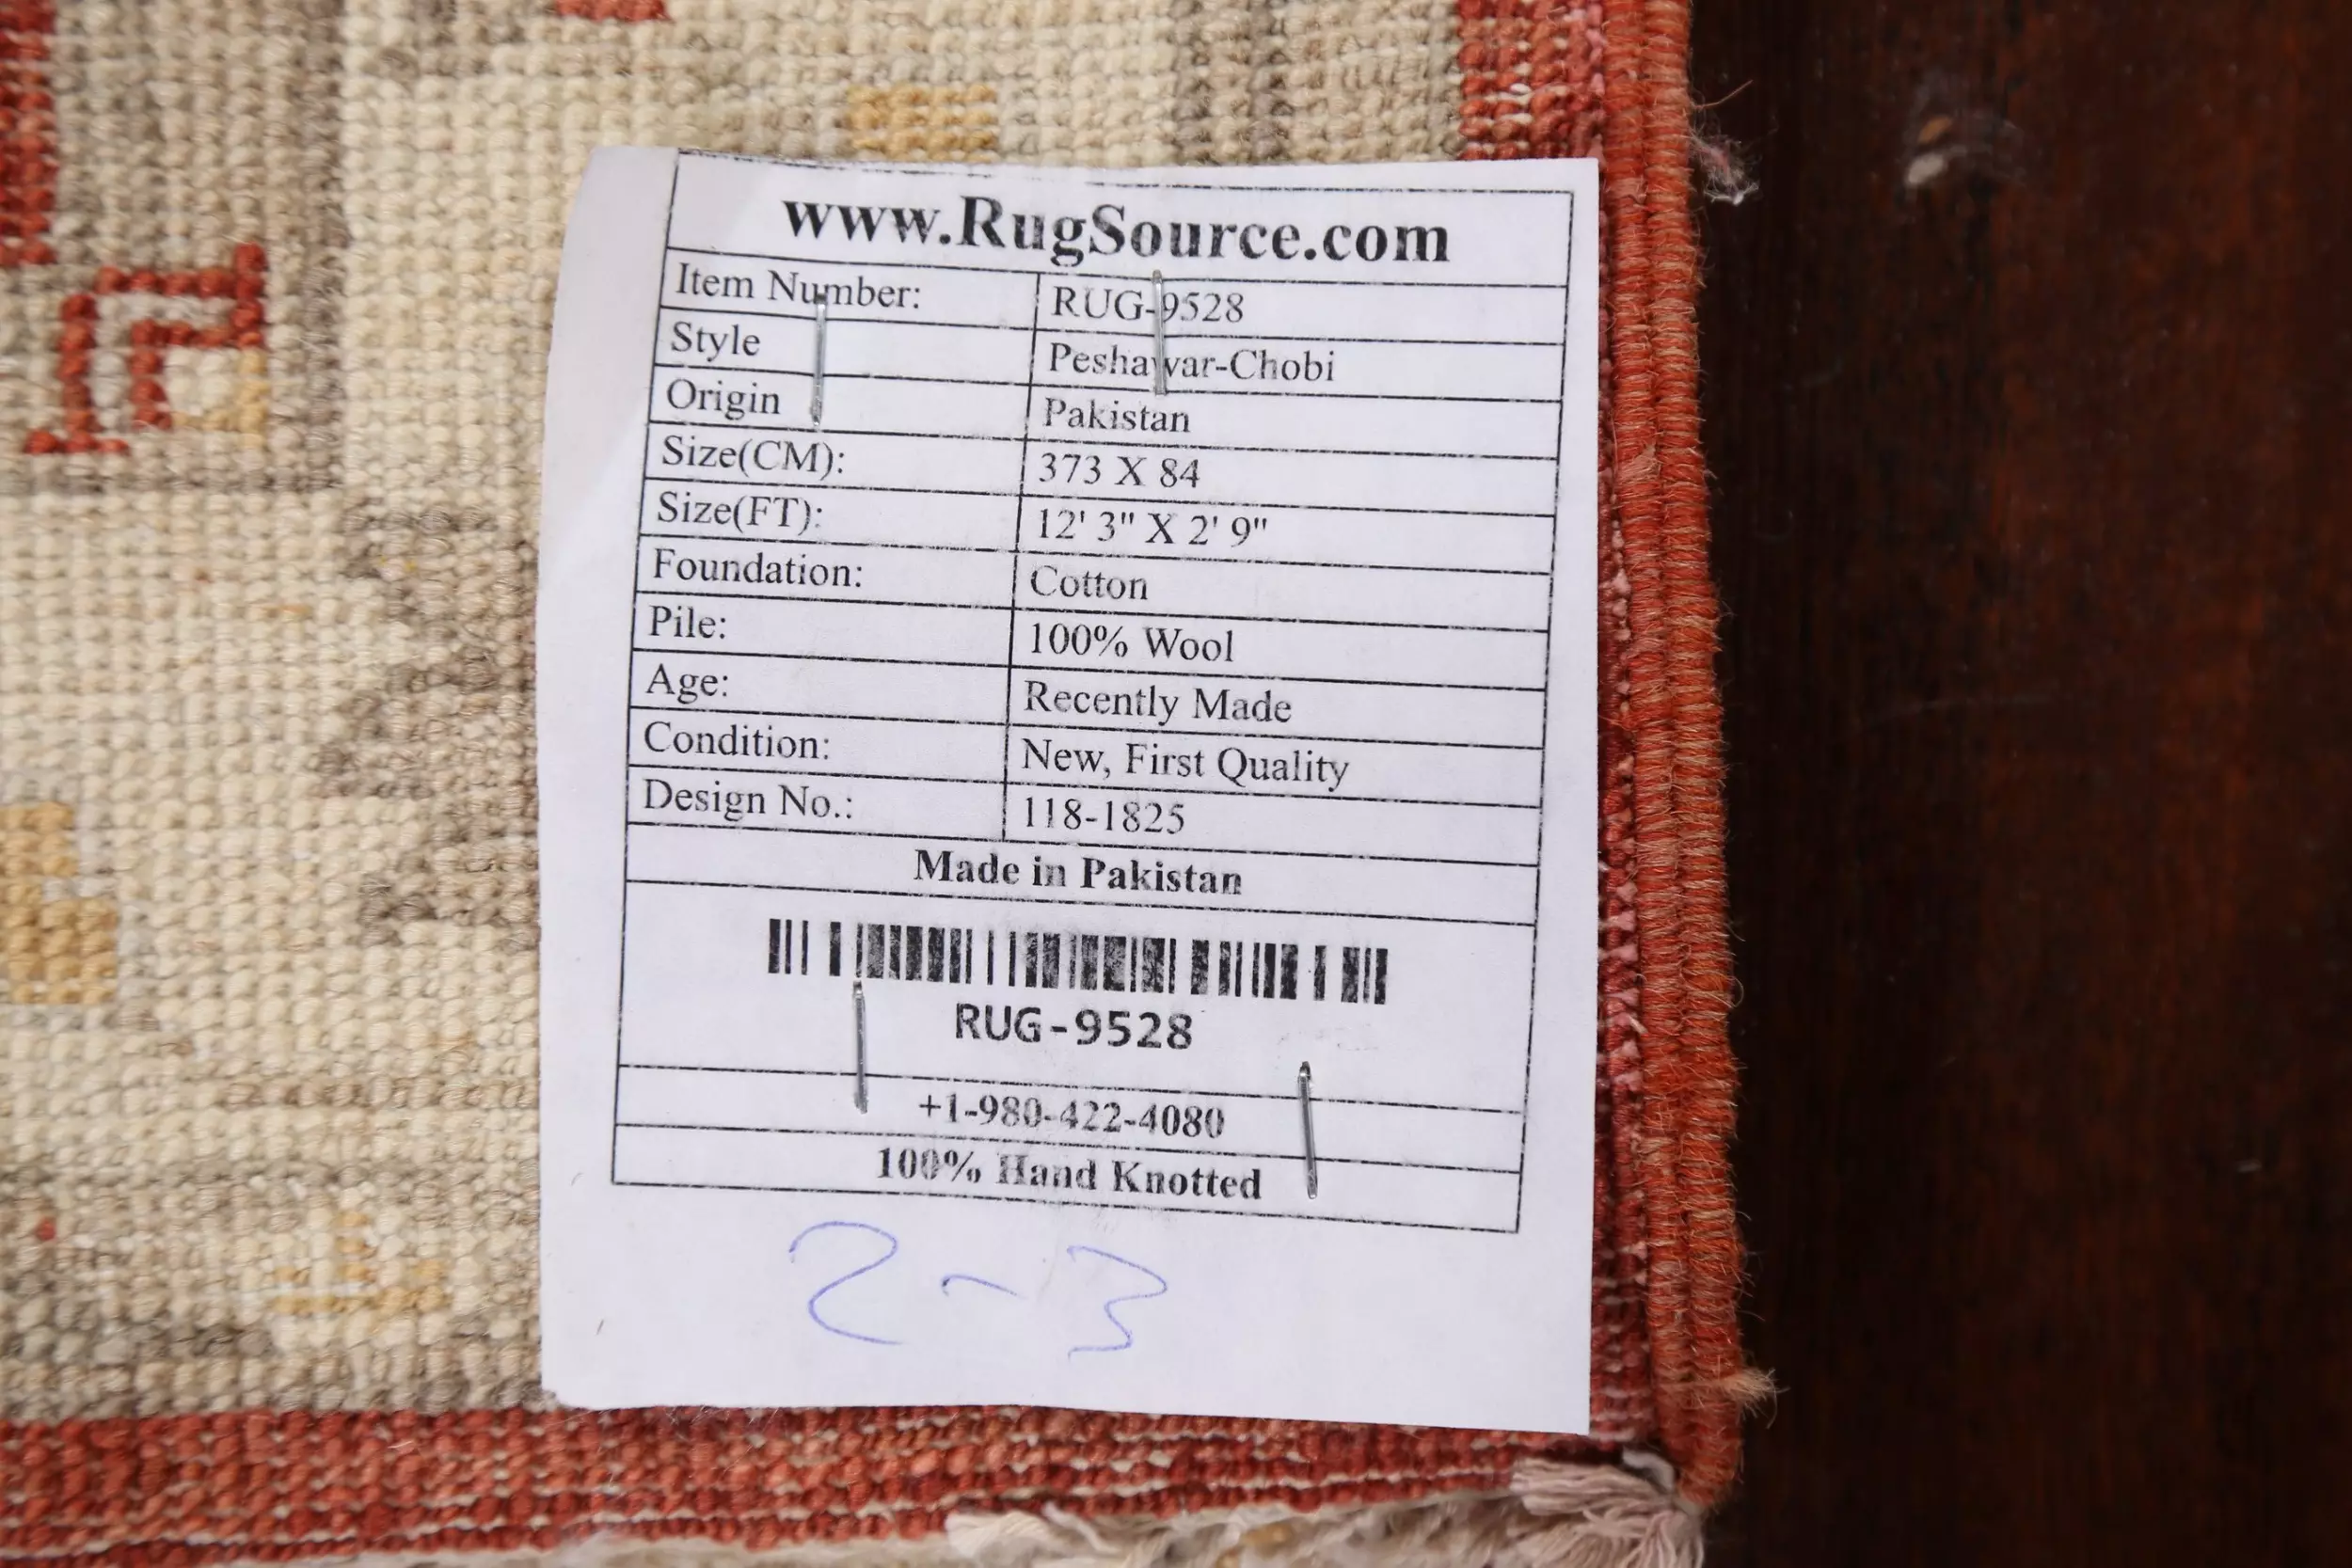 www.RugSource.com
Item Number: RUG-9528
Style Peshawar-Chobi
Origin Pakistan
Size(CM): 373 X 84
Size(FT): 12' 3" X 2' 9"
Foundation: Cotton
Pile: 100% Wool
Age: Recently Made
Condition: New, First Quality
Design No.: 118-1825
Made in Pakistan
RUG-9528
+1-980-422-4080
100% Hand Knotted
2-3